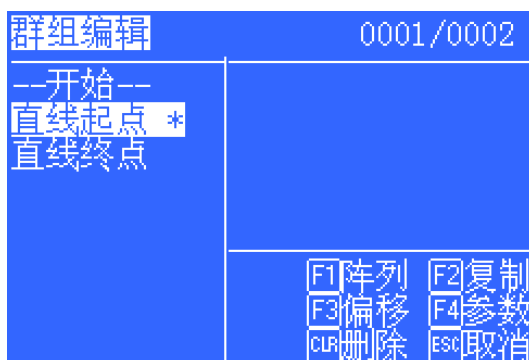 群组编辑 0001/0002
--开始--
直线起点 *
直线终点
F1阵列 F2复制
F3偏移 F4参数
CLR删除 ESC取消